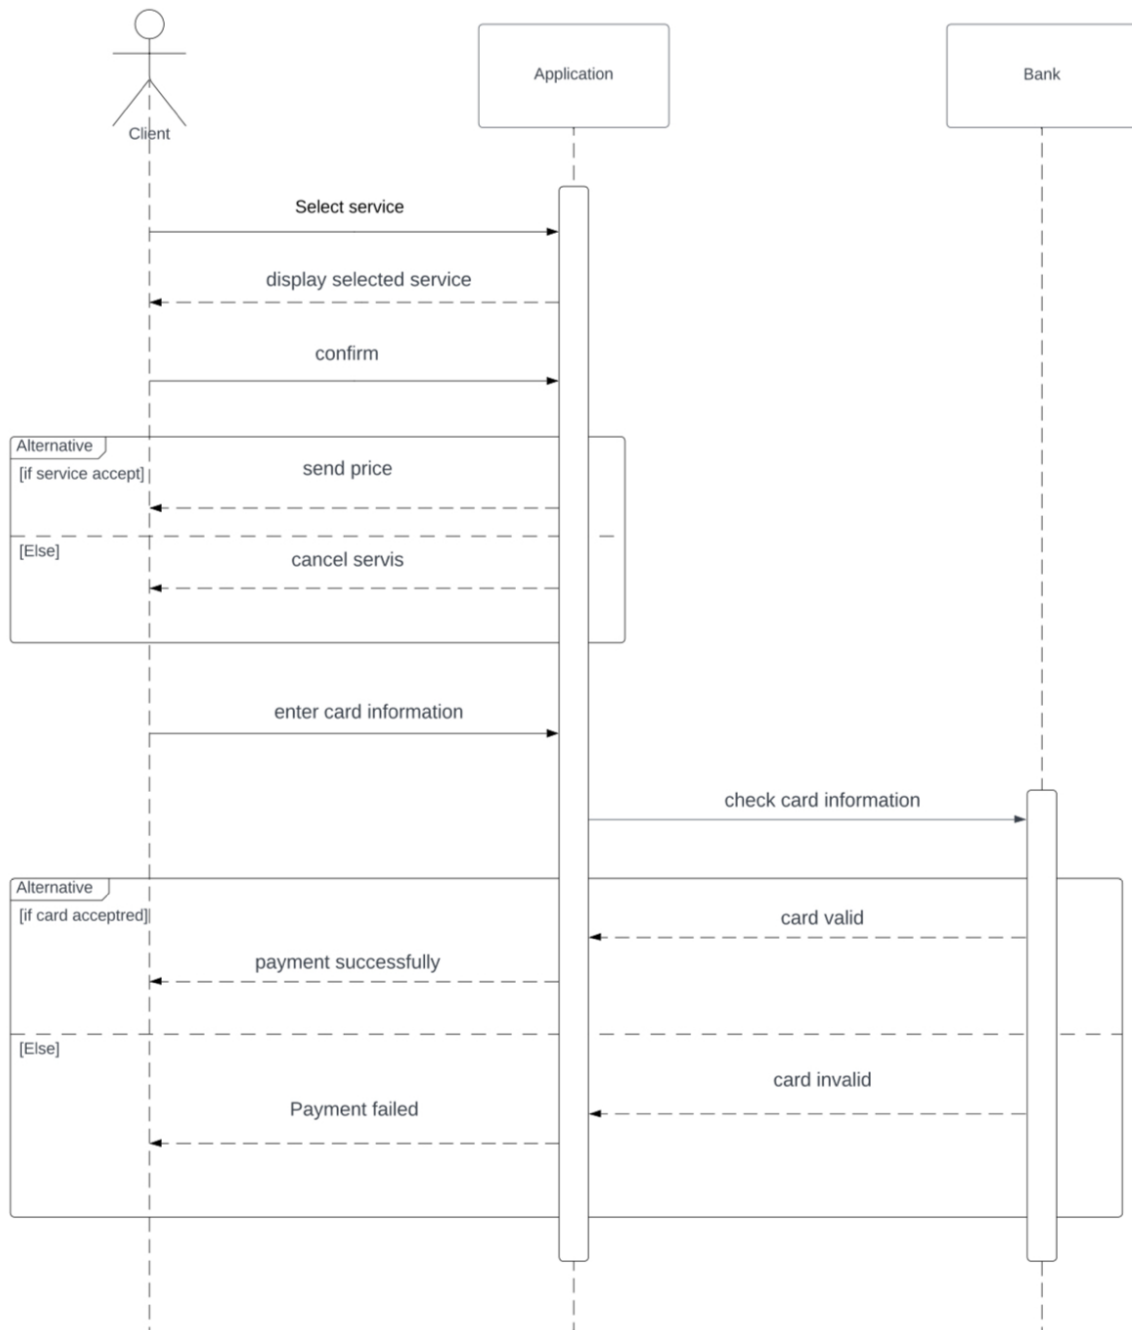 Client
Application
Bank
Select service
display selected service
confirm
Alternative
[if service accept]
send price
[Else]
cancel servis
enter card information
check card information
Alternative
[if card acceptred]
card valid
payment successfully
[Else]
card invalid
Payment failed